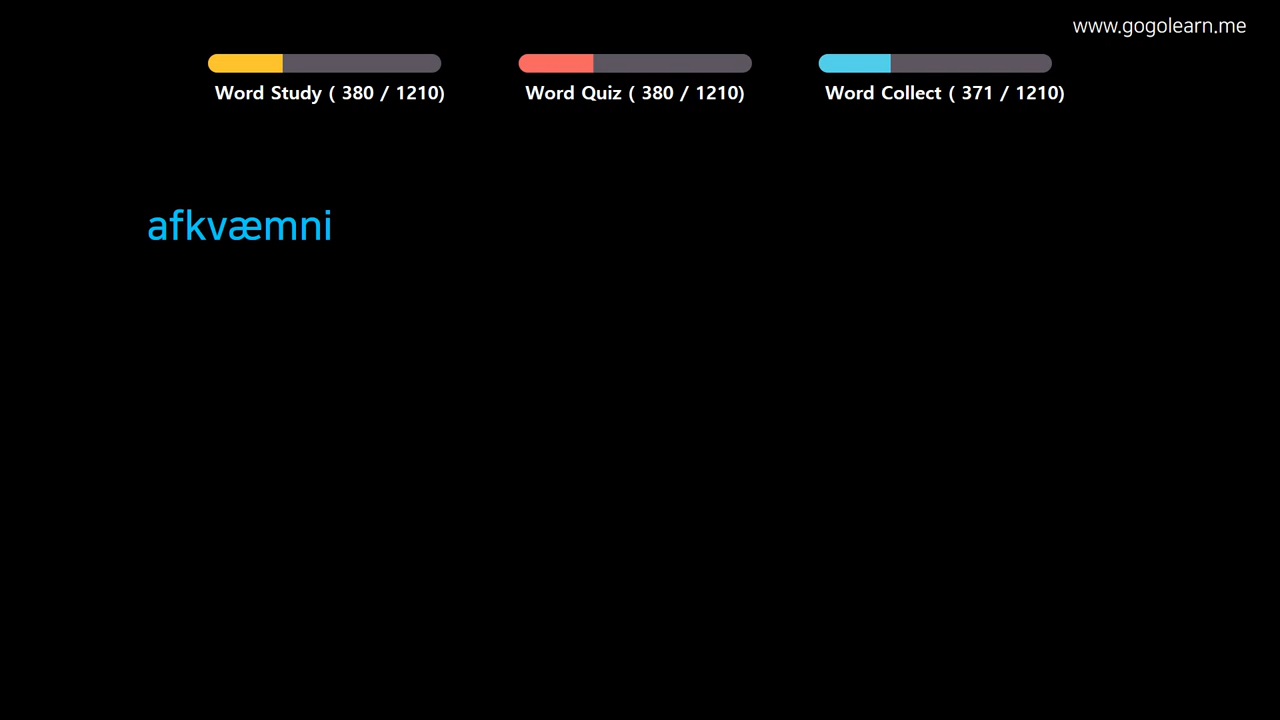 www.gogolearn.me
Word Study ( 380 / 1210)
Word Quiz ( 380 / 1210)
Word Collect ( 371 / 1210)
afkvæmni